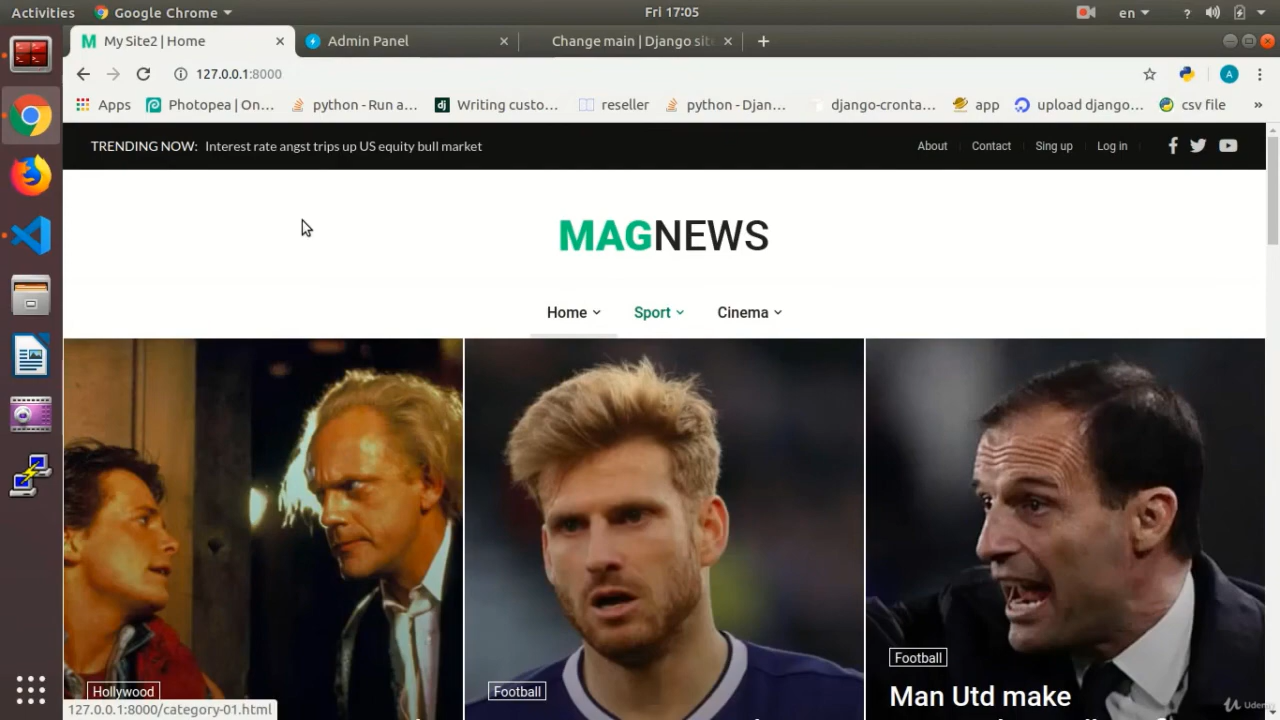 Activities
Google Chrome
Fri 17:05
en
?
M My Site2 | Home
Admin Panel
Change main | Django sit
127.0.0.1:8000
A
Apps
Photopea | On...
python - Run a...
dj Writing custo...
reseller
python - Djan...
django-cronta...
app
upload django...
csv file
»
TRENDING NOW: Interest rate angst trips up US equity bull market
About
Contact
Sing up
Log in
MAGNEWS
Home
Sport
Cinema
Hollywood
Football
Football
Man Utd make
127.0.0.1:8000/category-01.html